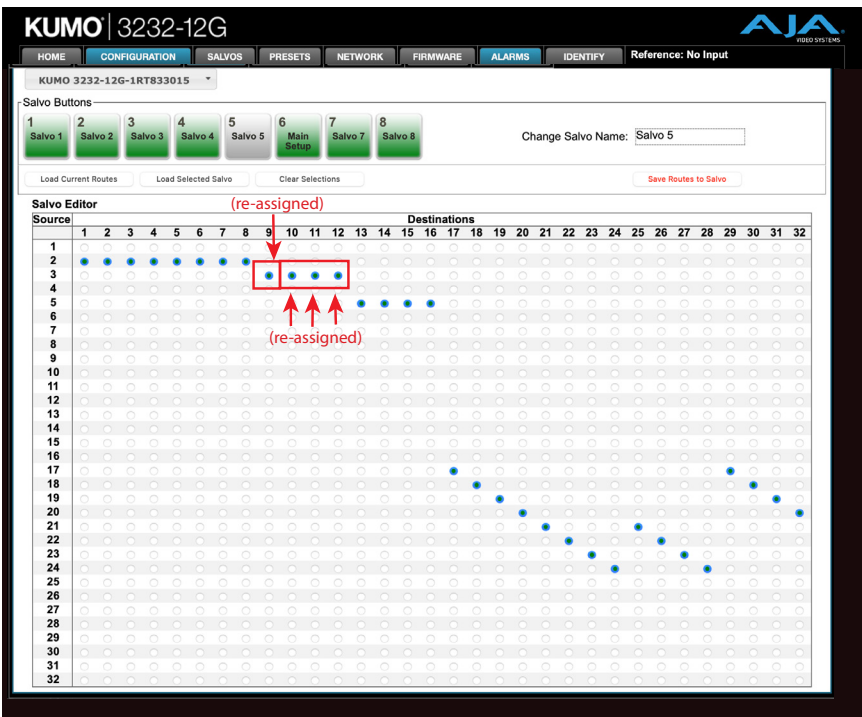 KUMO 3232-12G
AJA
VIDEO SYSTEMS
HOME CONFIGURATION SALVOS PRESETS NETWORK FIRMWARE ALARMS IDENTIFY Reference: No Input
KUMO 3232-12G-1RT833015
Salvo Buttons
1 2 3 4 5 6 7 8
Salvo 1 Salvo 2 Salvo 3 Salvo 4 Salvo 5 Main Setup Salvo 7 Salvo 8
Change Salvo Name: Salvo 5
Load Current Routes Load Selected Salvo Clear Selections Save Routes to Salvo
Salvo Editor
(re-assigned)
Source Destinations
1 2 3 4 5 6 7 8 9 10 11 12 13 14 15 16 17 18 19 20 21 22 23 24 25 26 27 28 29 30 31 32
1
2
3
4
5
6
7
(re-assigned)
8
9
10
11
12
13
14
15
16
17
18
19
20
21
22
23
24
25
26
27
28
29
30
31
32